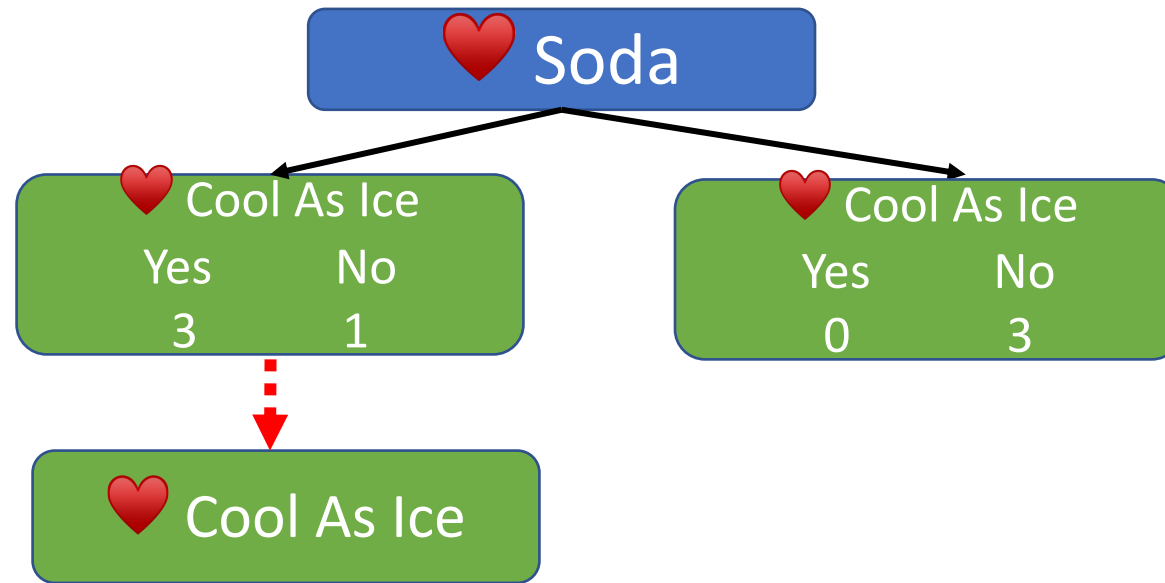 Soda
Cool As Ice
Yes No
3 1
Cool As Ice
Yes No
0 3
Cool As Ice